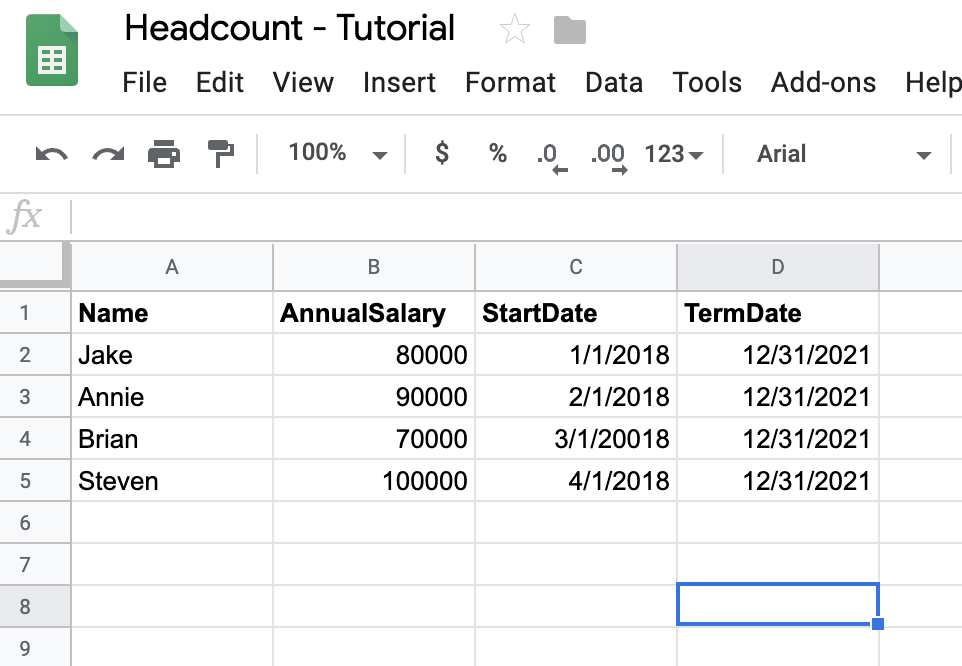 Headcount - Tutorial
File Edit View Insert Format Data Tools Add-ons Help
100% $ % .0 .00 123 Arial
fx
A B C D
1 Name AnnualSalary StartDate TermDate
2 Jake 80000 1/1/2018 12/31/2021
3 Annie 90000 2/1/2018 12/31/2021
4 Brian 70000 3/1/20018 12/31/2021
5 Steven 100000 4/1/2018 12/31/2021
6
7
8
9